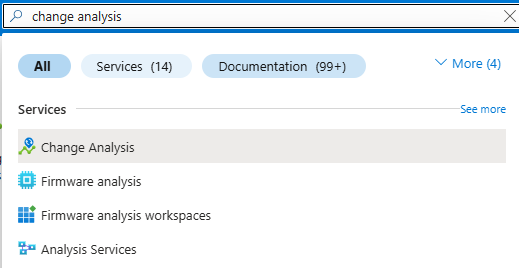 change analysis
All Services (14) Documentation (99+) More (4)
Services See more
Change Analysis
Firmware analysis
Firmware analysis workspaces
Analysis Services